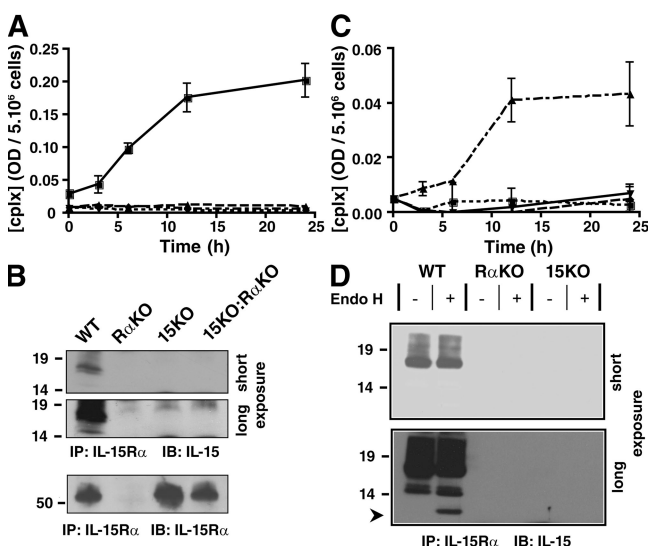 A
[cplx] (OD / 5.10⁶ cells)
0.25
0.20
0.15
0.10
0.05
0
0 5 10 15 20 25
Time (h)
C
[cplx] (OD / 5.10⁶ cells)
0.06
0.04
0.02
0.00
0 5 10 15 20 25
Time (h)
B
WT RαKO 15KO 15KO:RαKO
19
14
short
19
14
long
exposure
IP: IL-15Rα IB: IL-15
50
IP: IL-15Rα IB: IL-15Rα
D
WT RαKO 15KO
Endo H - + - + - +
19
14
short
19
14
long
exposure
IP: IL-15Rα IB: IL-15